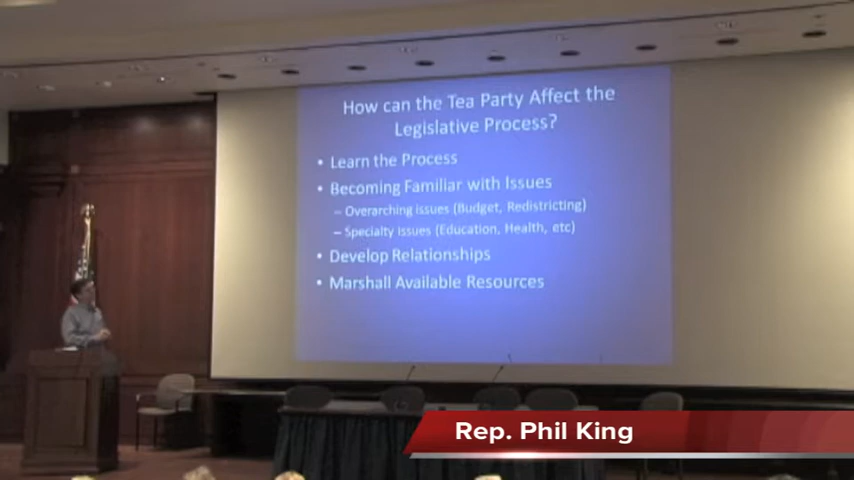 How can the Tea Party Affect the
Legislative Process?
• Learn the Process
• Becoming Familiar with Issues
– Overarching issues (Budget, Redistricting)
– Specialty issues (Education, Health, etc)
• Develop Relationships
• Marshall Available Resources
Rep. Phil King